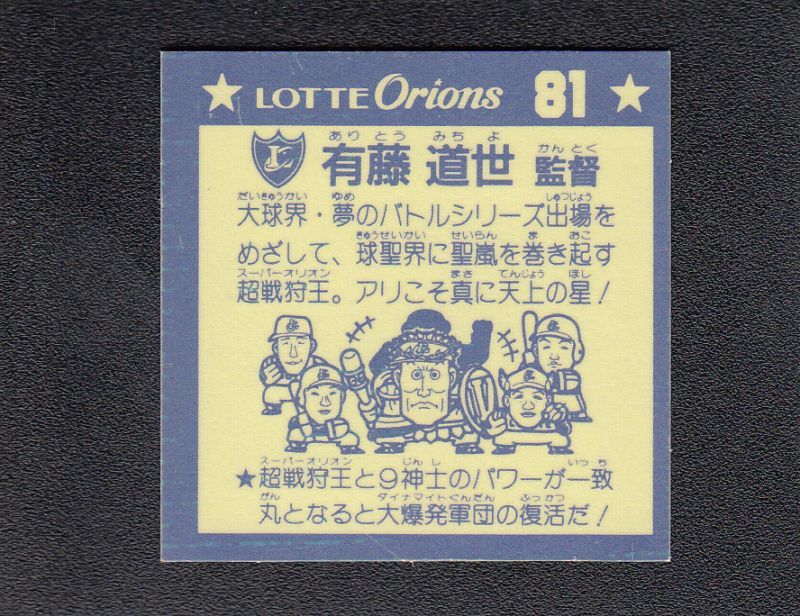 ★ LOTTE Orions 81 ★
ありとう みちよ かんとく
有藤 道世 監督
だいきゅうかい ゆめ しゅつじょう
大球界・夢のバトルシリーズ出場を
きゅうせいかい せいらん ま おこ
めざして、球聖界に聖嵐を巻き起す
スーパーオリオン まさ てんじょう ほし
超戦狩王。アリこそ真に天上の星!
スーパーオリオン じんし いっち
★超戦狩王と9神士のパワーが一致
がん ダイナマイトぐんだん ふっかつ
丸となると大爆発軍団の復活だ!